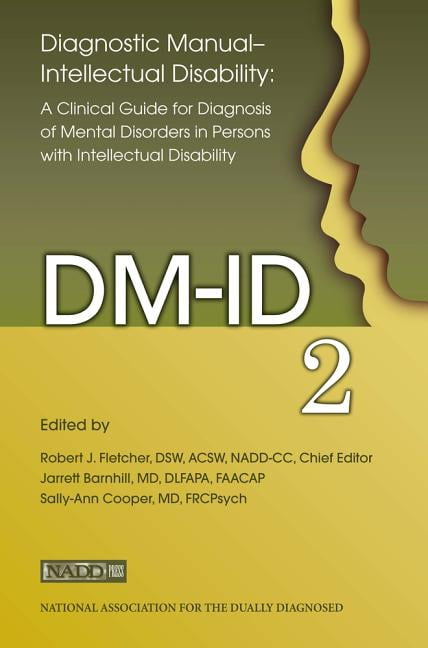 Diagnostic Manual–
Intellectual Disability:
A Clinical Guide for Diagnosis
of Mental Disorders in Persons
with Intellectual Disability
DM-ID
2
Edited by
Robert J. Fletcher, DSW, ACSW, NADD-CC, Chief Editor
Jarrett Barnhill, MD, DLFAPA, FAACAP
Sally-Ann Cooper, MD, FRCPsych
NADD PRESS
NATIONAL ASSOCIATION FOR THE DUALLY DIAGNOSED